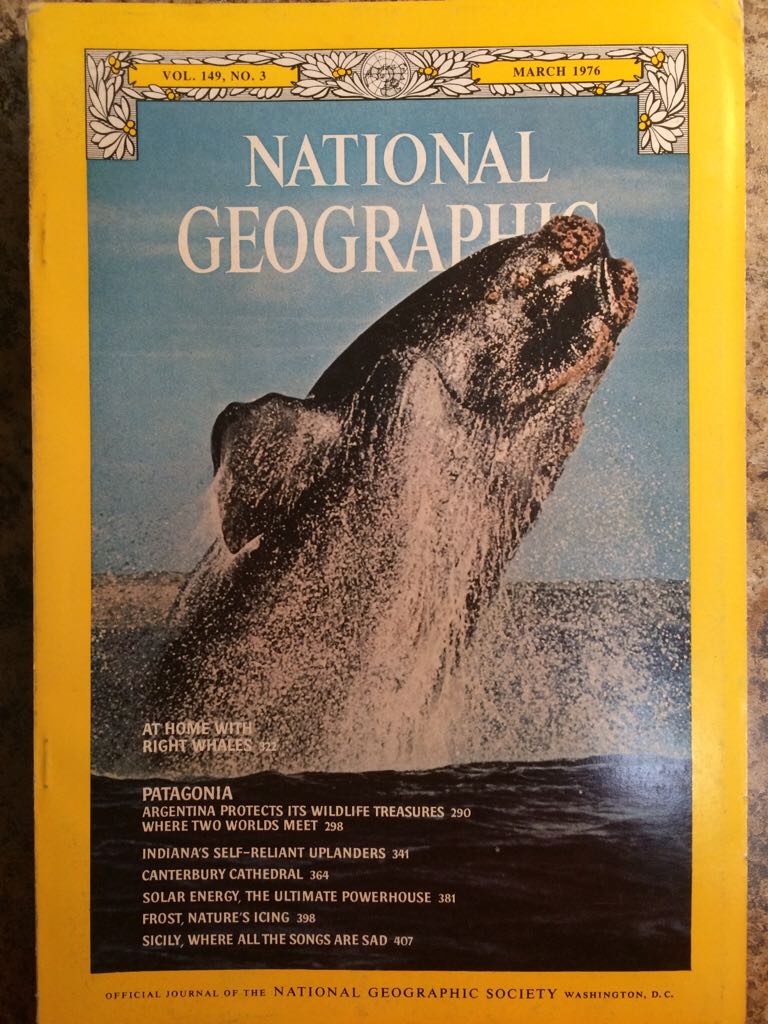 VOL. 149, NO. 3
MARCH 1976
NATIONAL
GEOGRAPHIC
AT HOME WITH
RIGHT WHALES 322
PATAGONIA
ARGENTINA PROTECTS ITS WILDLIFE TREASURES 290
WHERE TWO WORLDS MEET 298
INDIANA'S SELF-RELIANT UPLANDERS 341
CANTERBURY CATHEDRAL 364
SOLAR ENERGY, THE ULTIMATE POWERHOUSE 381
FROST, NATURE'S ICING 398
SICILY, WHERE ALL THE SONGS ARE SAD 407
OFFICIAL JOURNAL OF THE NATIONAL GEOGRAPHIC SOCIETY WASHINGTON, D.C.